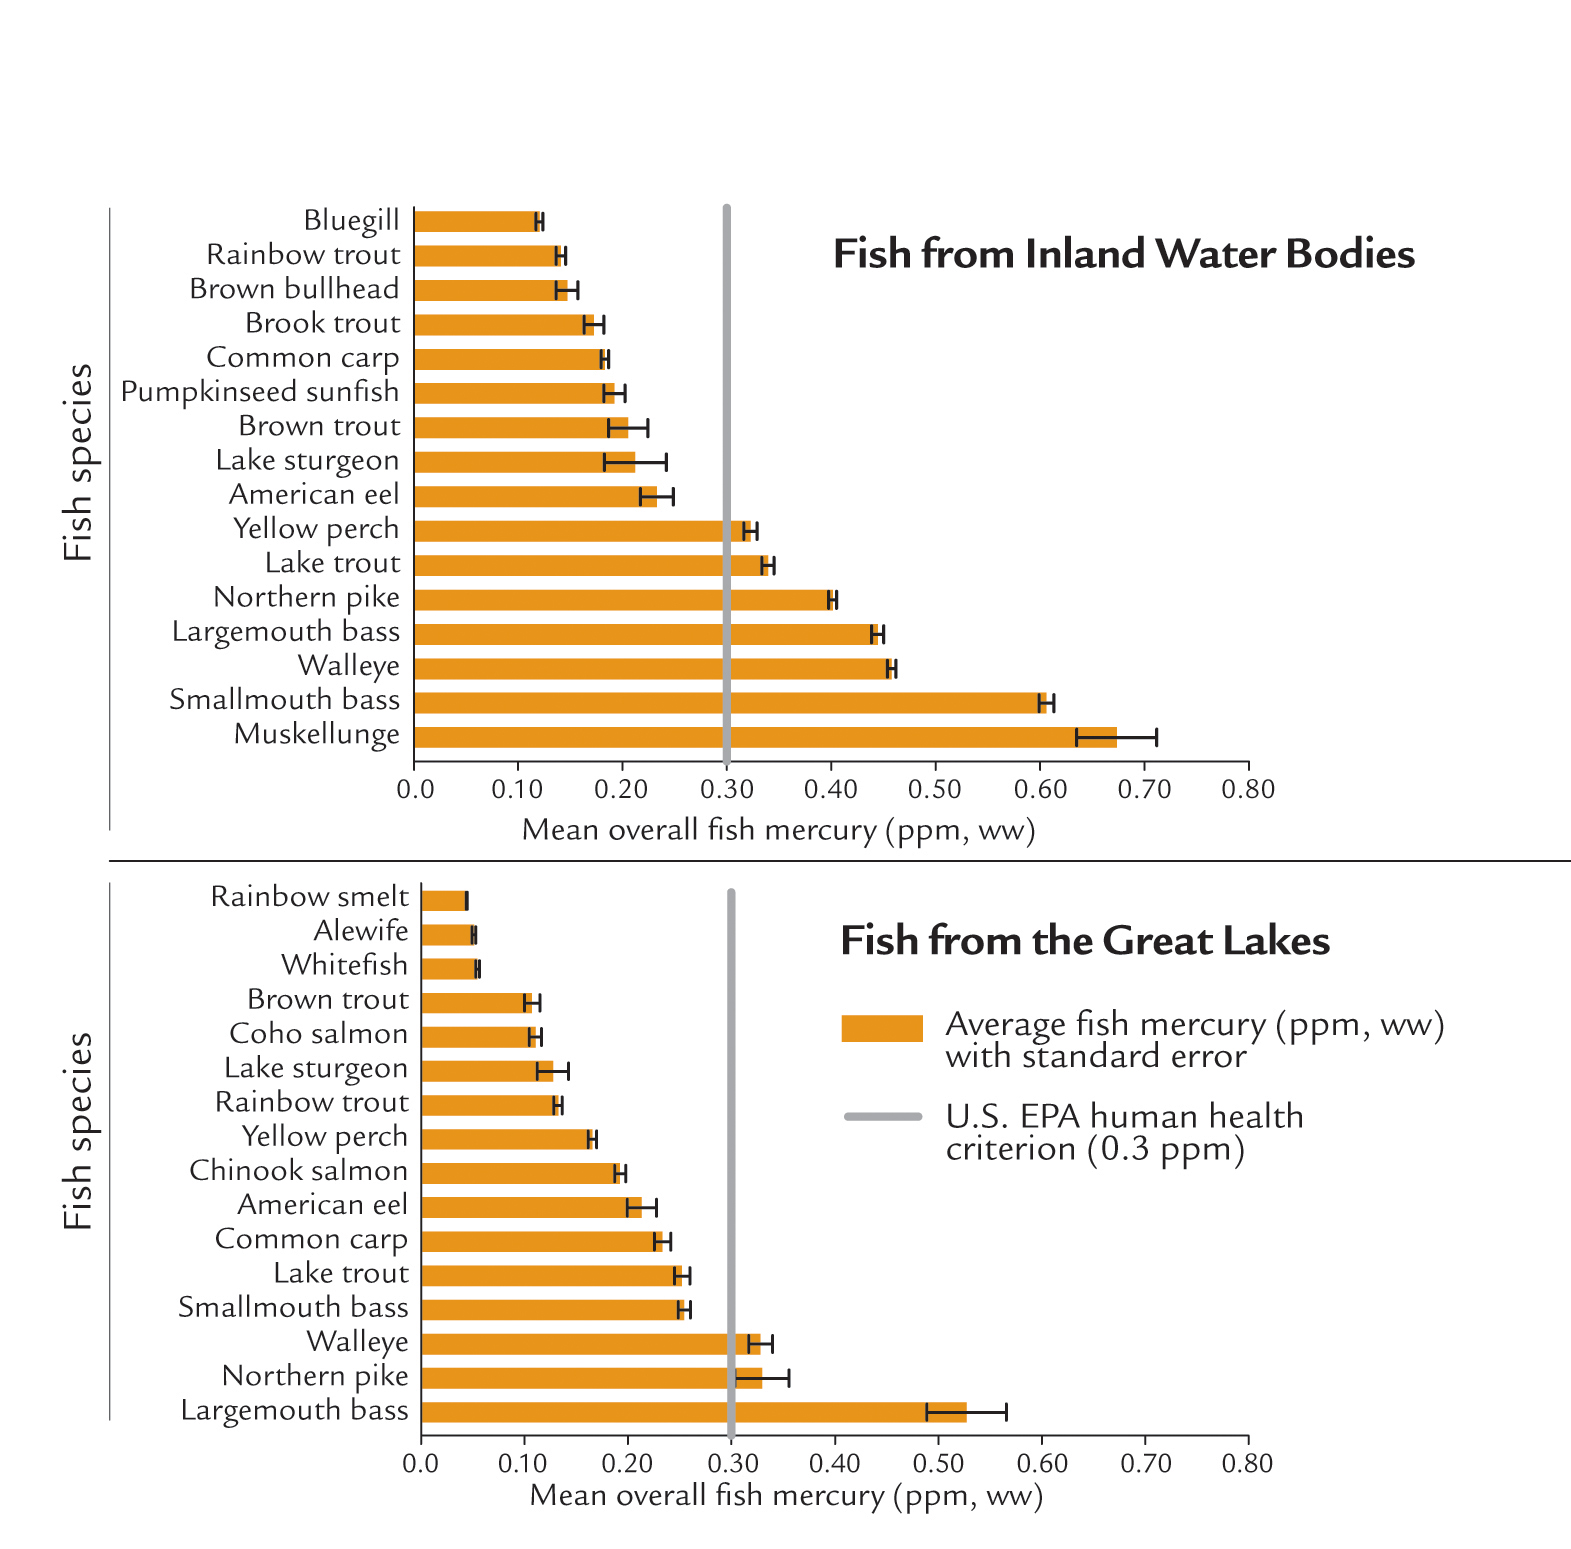 Fish from Inland Water Bodies
Fish species
Bluegill
Rainbow trout
Brown bullhead
Brook trout
Common carp
Pumpkinseed sunfish
Brown trout
Lake sturgeon
American eel
Yellow perch
Lake trout
Northern pike
Largemouth bass
Walleye
Smallmouth bass
Muskellunge
0.0 0.10 0.20 0.30 0.40 0.50 0.60 0.70 0.80
Mean overall fish mercury (ppm, ww)
Fish from the Great Lakes
Fish species
Rainbow smelt
Alewife
Whitefish
Brown trout
Coho salmon
Lake sturgeon
Rainbow trout
Yellow perch
Chinook salmon
American eel
Common carp
Lake trout
Smallmouth bass
Walleye
Northern pike
Largemouth bass
Average fish mercury (ppm, ww)
with standard error
U.S. EPA human health
criterion (0.3 ppm)
0.0 0.10 0.20 0.30 0.40 0.50 0.60 0.70 0.80
Mean overall fish mercury (ppm, ww)